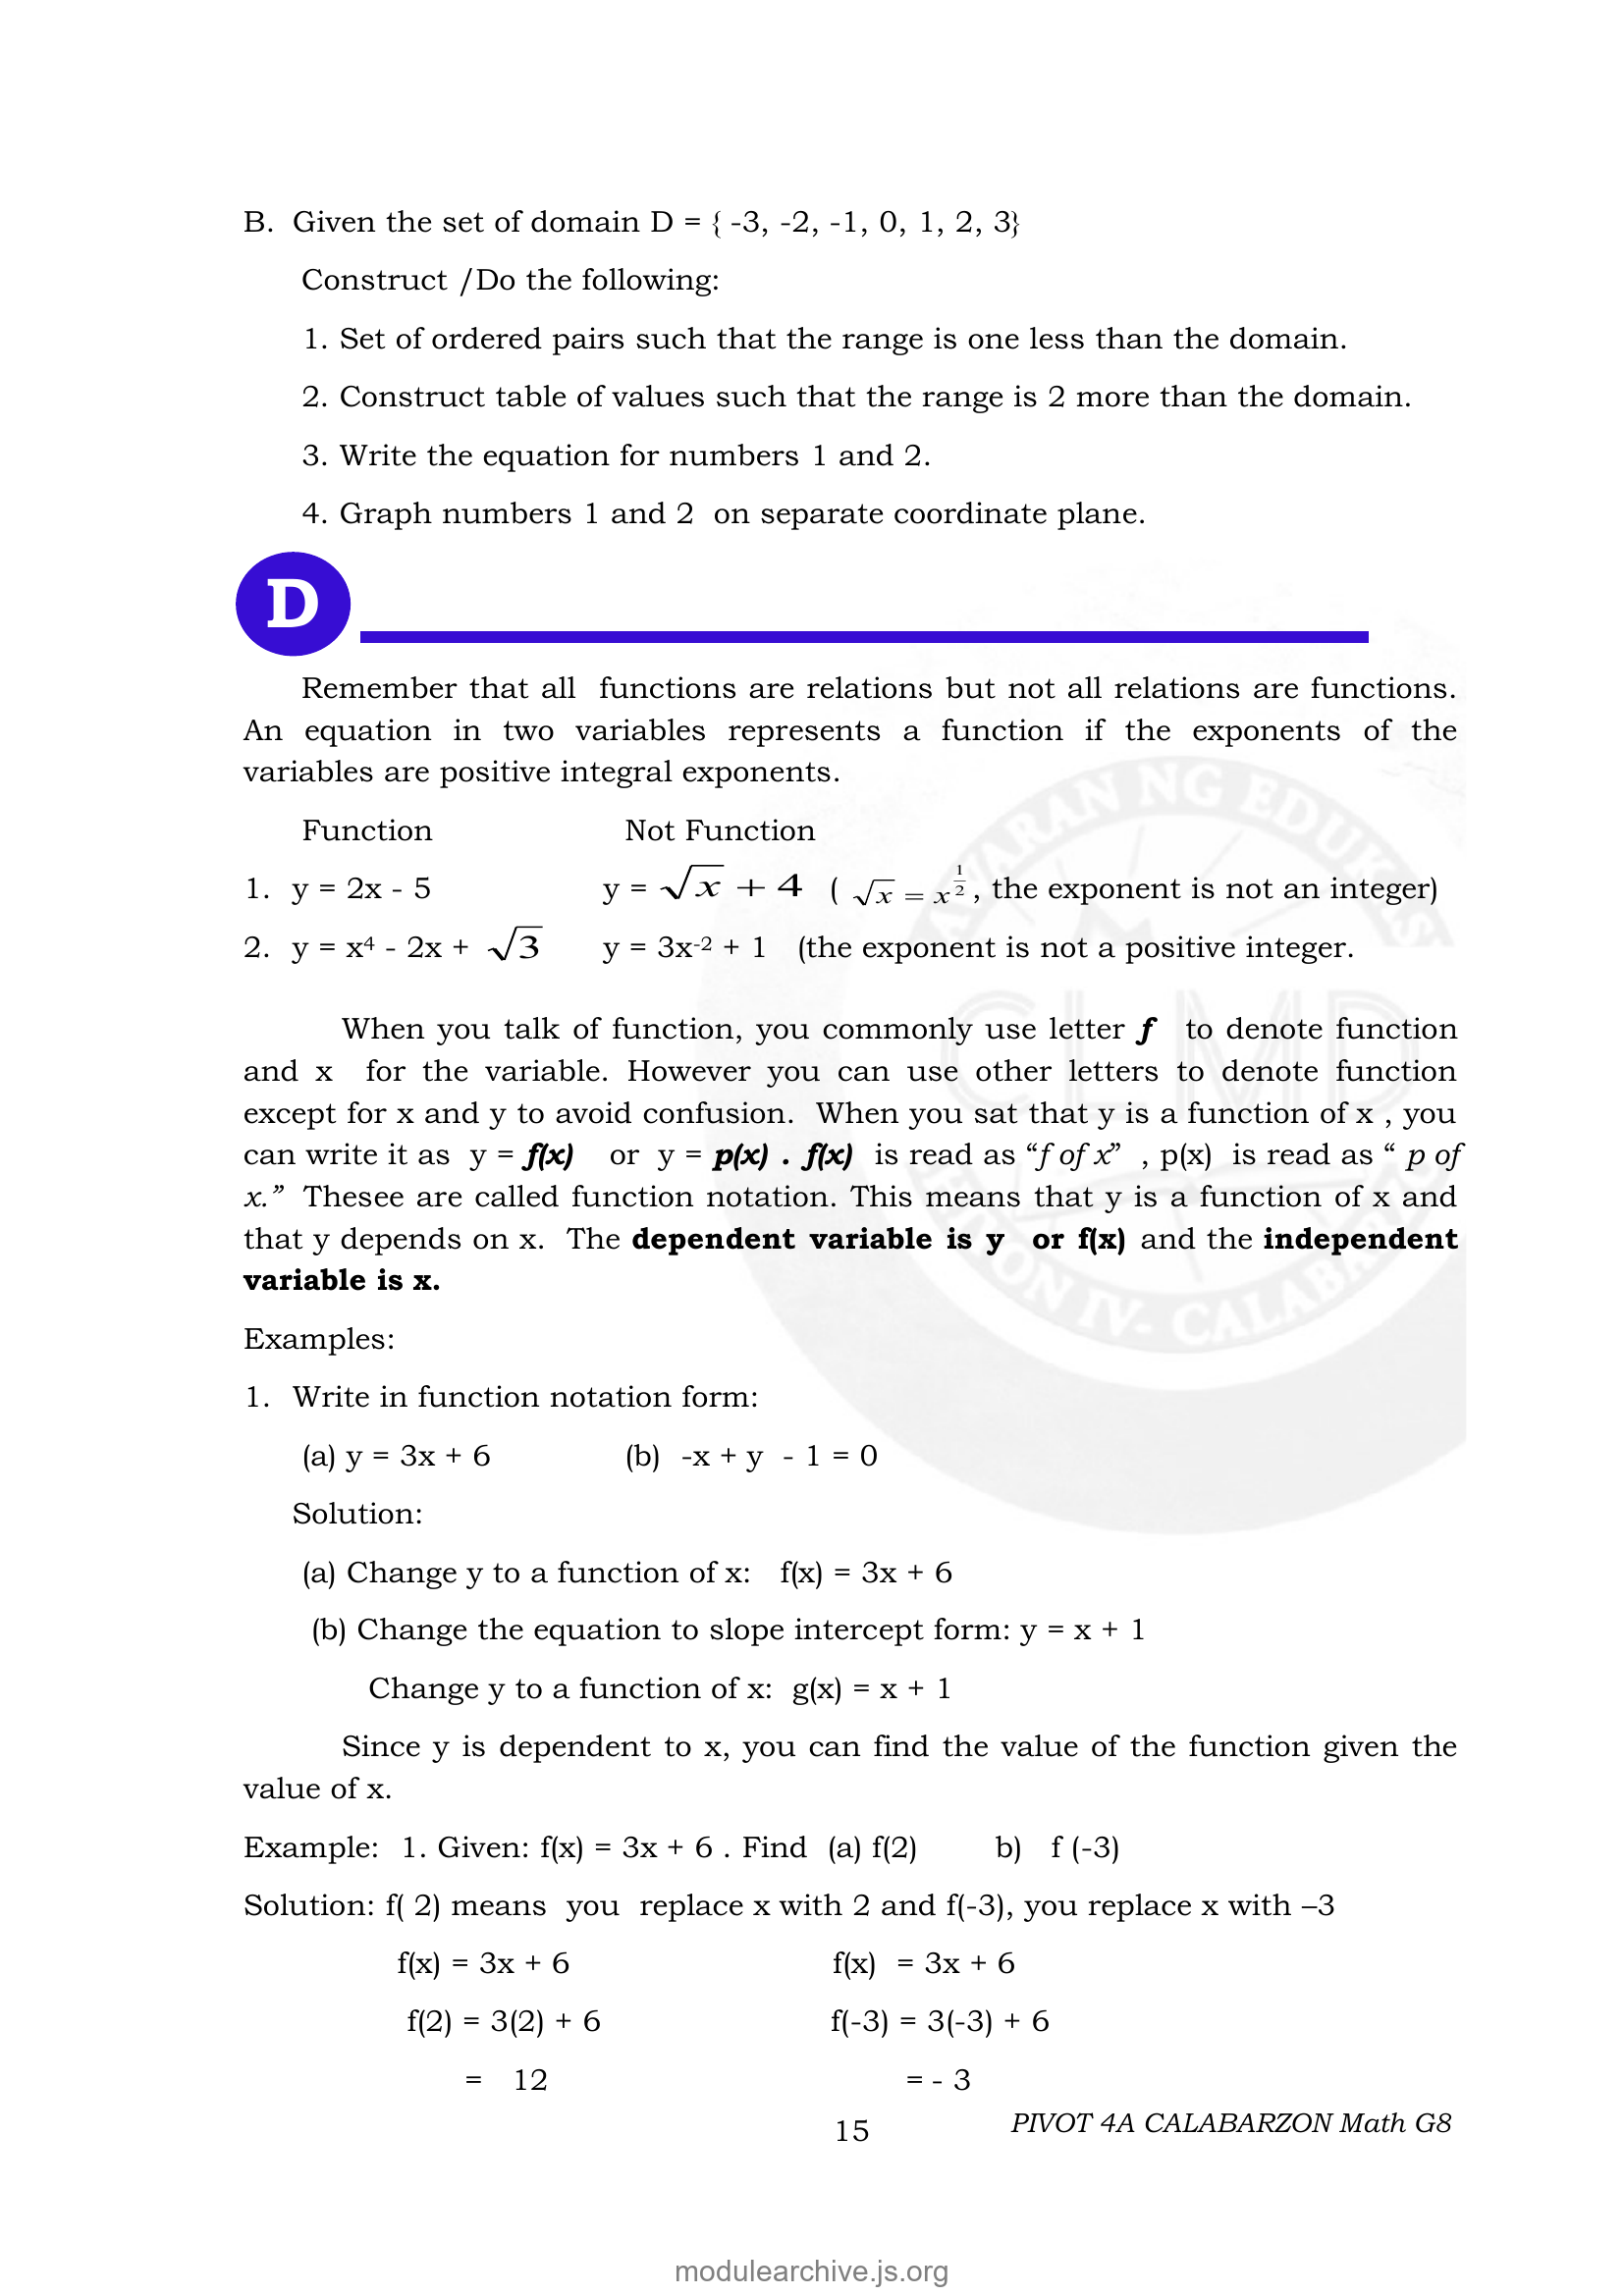 B. Given the set of domain D = { -3, -2, -1, 0, 1, 2, 3}
Construct /Do the following:
1. Set of ordered pairs such that the range is one less than the domain.
2. Construct table of values such that the range is 2 more than the domain.
3. Write the equation for numbers 1 and 2.
4. Graph numbers 1 and 2 on separate coordinate plane.
D
Remember that all functions are relations but not all relations are functions.
An equation in two variables represents a function if the exponents of the
variables are positive integral exponents.
Function Not Function
1. y = 2x - 5 y = √x + 4 ( √x = x^(1/2), the exponent is not an integer)
2. y = x⁴ - 2x + √3 y = 3x⁻² + 1 (the exponent is not a positive integer.
When you talk of function, you commonly use letter f to denote function
and x for the variable. However you can use other letters to denote function
except for x and y to avoid confusion. When you sat that y is a function of x , you
can write it as y = f(x) or y = p(x) . f(x) is read as “f of x” , p(x) is read as “ p of
x.” Thesee are called function notation. This means that y is a function of x and
that y depends on x. The dependent variable is y or f(x) and the independent
variable is x.
Examples:
1. Write in function notation form:
(a) y = 3x + 6 (b) -x + y - 1 = 0
Solution:
(a) Change y to a function of x: f(x) = 3x + 6
(b) Change the equation to slope intercept form: y = x + 1
Change y to a function of x: g(x) = x + 1
Since y is dependent to x, you can find the value of the function given the
value of x.
Example: 1. Given: f(x) = 3x + 6 . Find (a) f(2) b) f (-3)
Solution: f( 2) means you replace x with 2 and f(-3), you replace x with –3
f(x) = 3x + 6 f(x) = 3x + 6
f(2) = 3(2) + 6 f(-3) = 3(-3) + 6
= 12 = - 3
15 PIVOT 4A CALABARZON Math G8
modulearchive.js.org